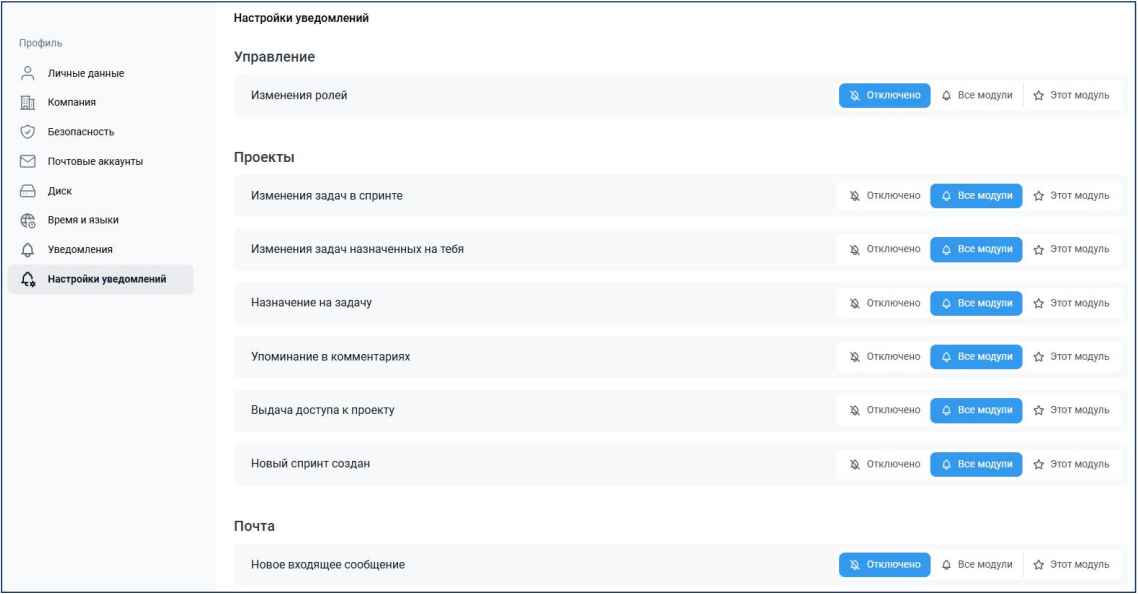 Настройки уведомлений
Профиль
Личные данные
Компания
Безопасность
Почтовые аккаунты
Диск
Время и языки
Уведомления
Настройки уведомлений
Управление
Изменения ролей Отключено Все модули Этот модуль
Проекты
Изменения задач в спринте Отключено Все модули Этот модуль
Изменения задач назначенных на тебя Отключено Все модули Этот модуль
Назначение на задачу Отключено Все модули Этот модуль
Упоминание в комментариях Отключено Все модули Этот модуль
Выдача доступа к проекту Отключено Все модули Этот модуль
Новый спринт создан Отключено Все модули Этот модуль
Почта
Новое входящее сообщение Отключено Все модули Этот модуль